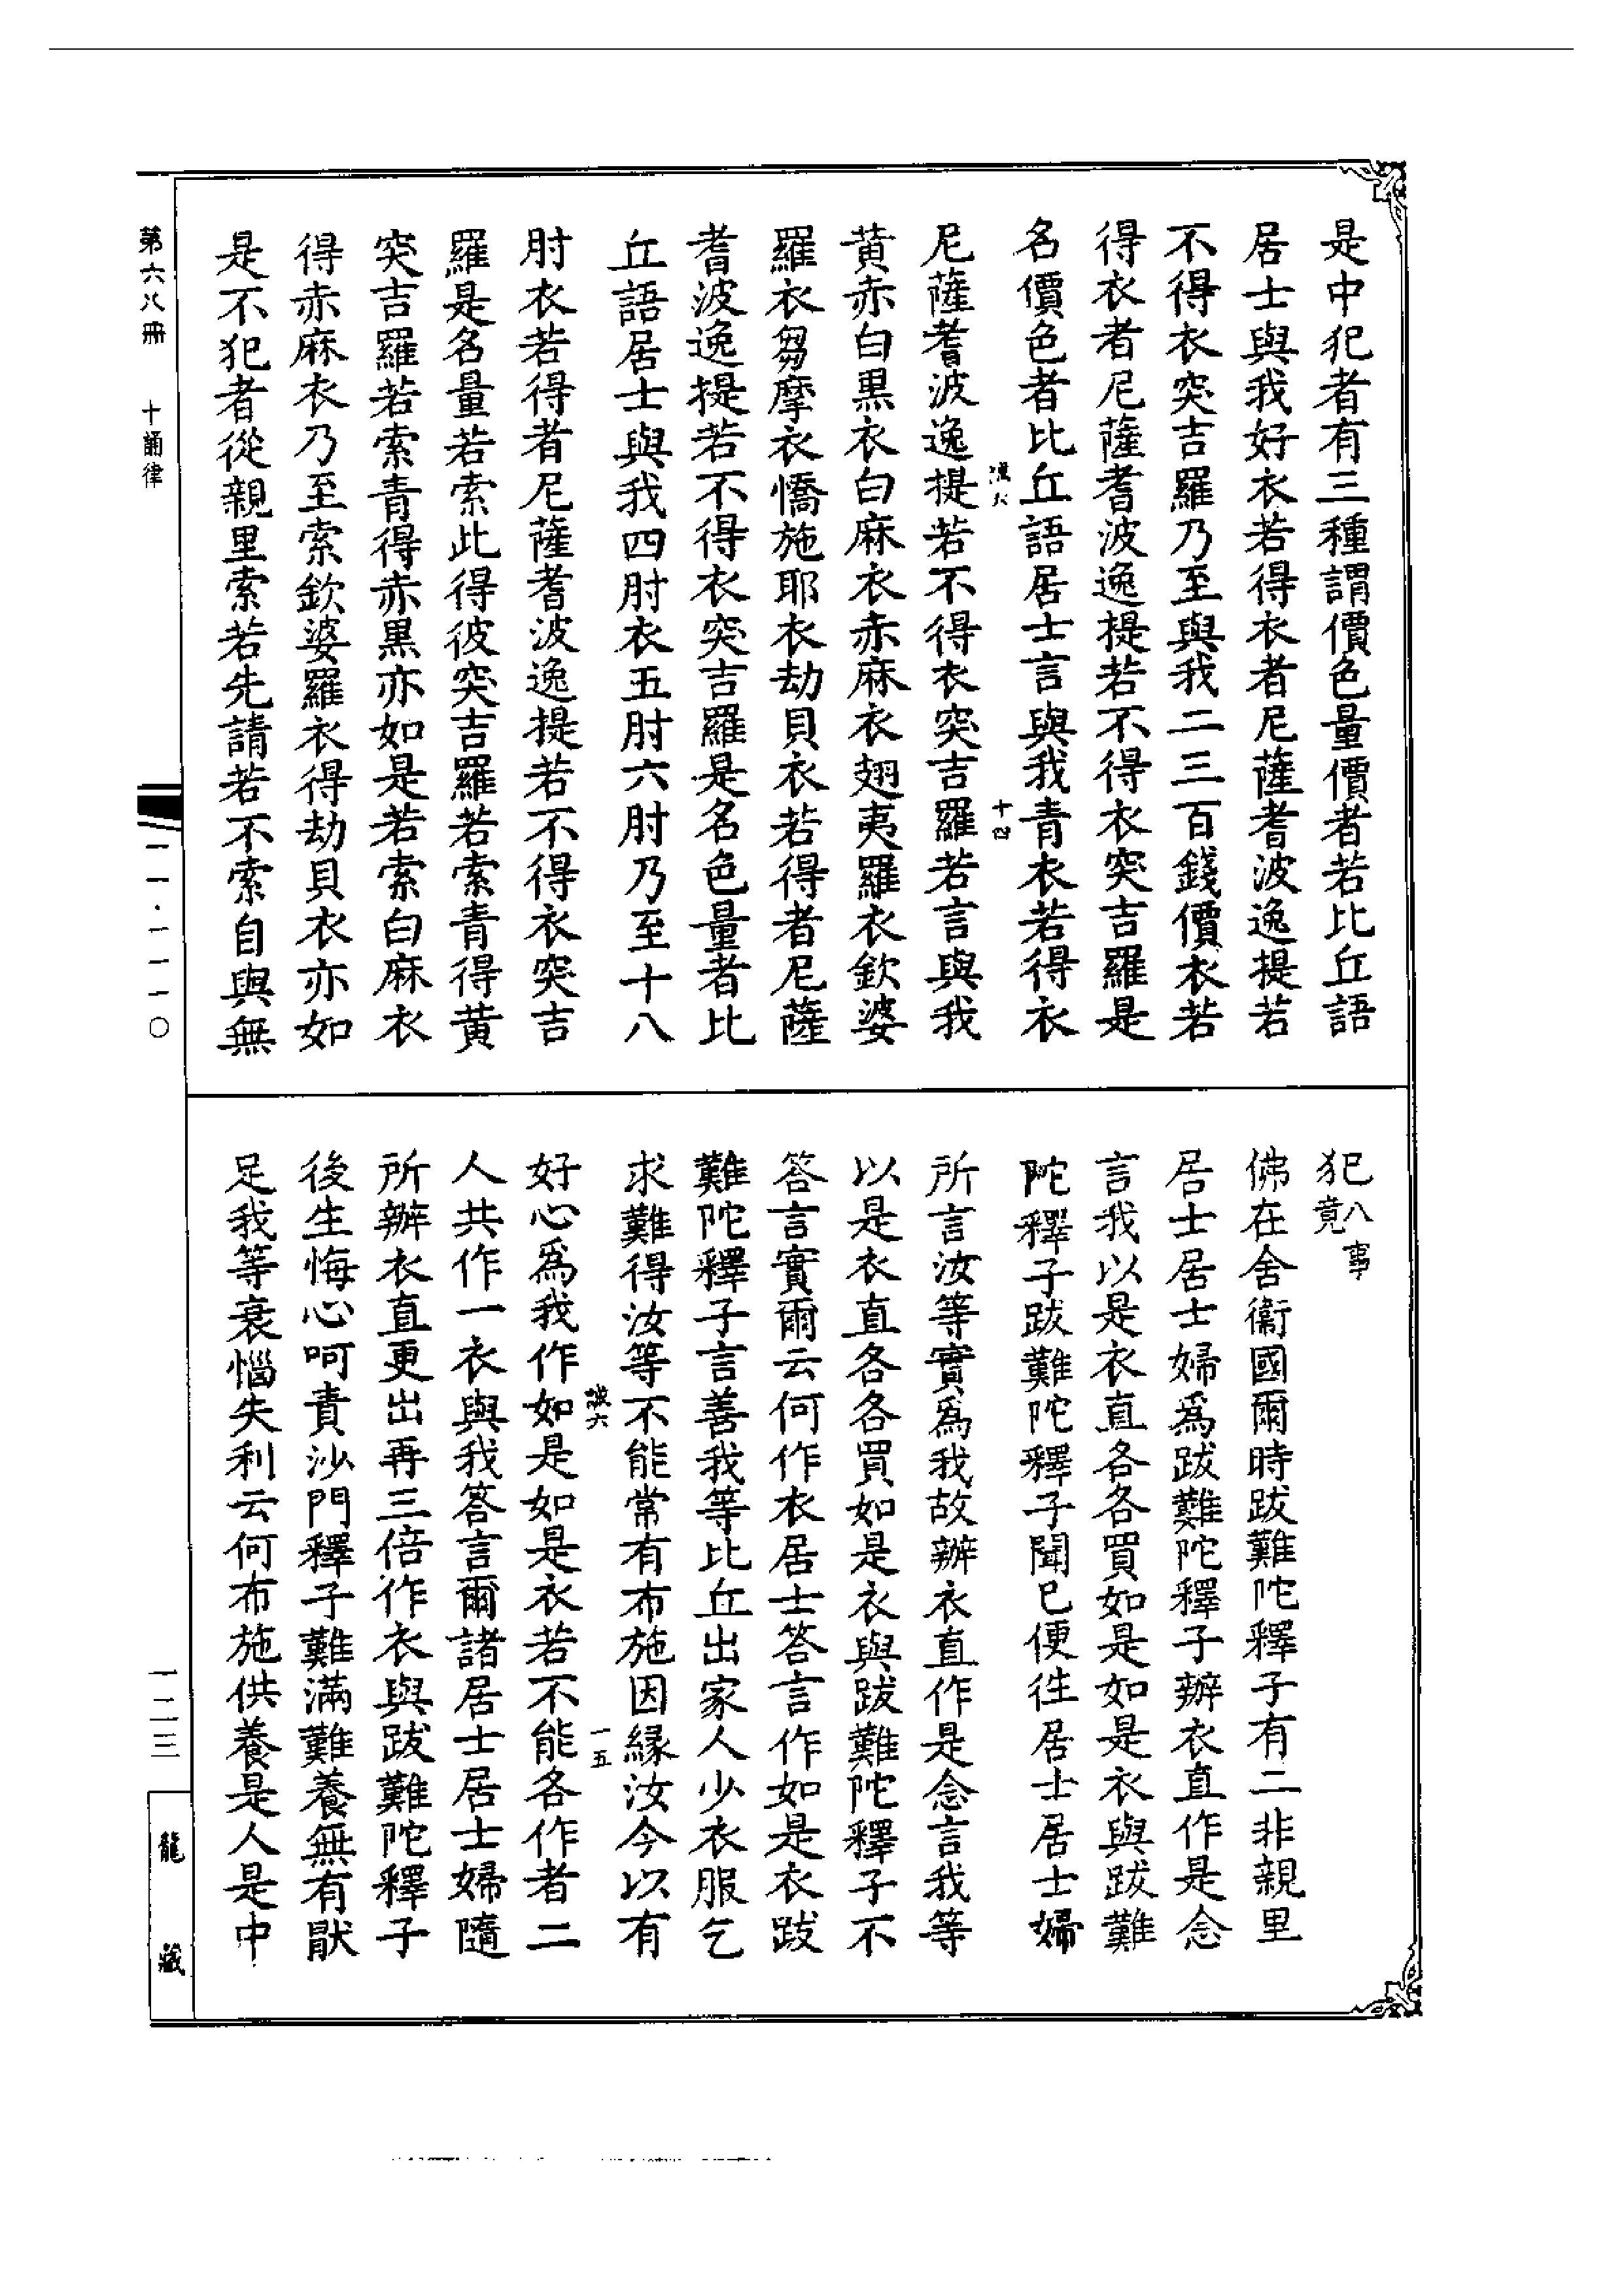 是中犯者有三種謂價色量價者若比丘語
居士與我好衣若得衣者尼薩耆波逸提若
不得衣突吉羅乃至與我二三百錢價衣若
得衣者尼薩耆波逸提若不得衣突吉羅是
名價色者比丘語居士言與我青衣若得衣
十四
尼薩耆波逸提若不得衣突吉羅若言與我
黄赤白黒衣白麻衣赤麻衣翅夷羅衣欽婆
羅衣芻摩衣憍施耶衣劫貝衣若得者尼薩
耆波逸提若不得衣突吉羅是名色量者比
丘語居士與我四肘衣五肘六肘乃至十八
肘衣若得者尼薩耆波逸提若不得衣突吉
羅是名量若索此得彼突吉羅若索青得黄
突吉羅若索青得赤黒亦如是若索白麻衣
得赤麻衣乃至索欽婆羅衣得劫貝衣亦如
是不犯者從親里索若先請若不索自與無
犯八事竟
佛在舍衞國爾時跋難陀釋子有二非親里
居士居士婦爲跋難陀釋子辦衣直作是念
言我以是衣直各各買如是如是衣與跋難
陀釋子跋難陀釋子聞已便徃居士居士婦
所言汝等實爲我故辦衣直作是念言我等
以是衣直各各買如是衣與跋難陀釋子不
答言實爾云何作衣居士答言作如是衣跋
難陀釋子言善我等比丘出家人少衣服乞
求難得汝等不能常有布施因緣汝今以有
誠六 一五
好心爲我作如是如是衣若不能各作者二
人共作一衣與我答言爾諸居士居士婦隨
所辦衣直更出再三倍作衣與跋難陀釋子
後生悔心呵責沙門釋子難滿難養無有猒
足我等衰惱失利云何布施供養是人是中
第六八冊 十誦律
一一·一一一〇
一二三
龍藏